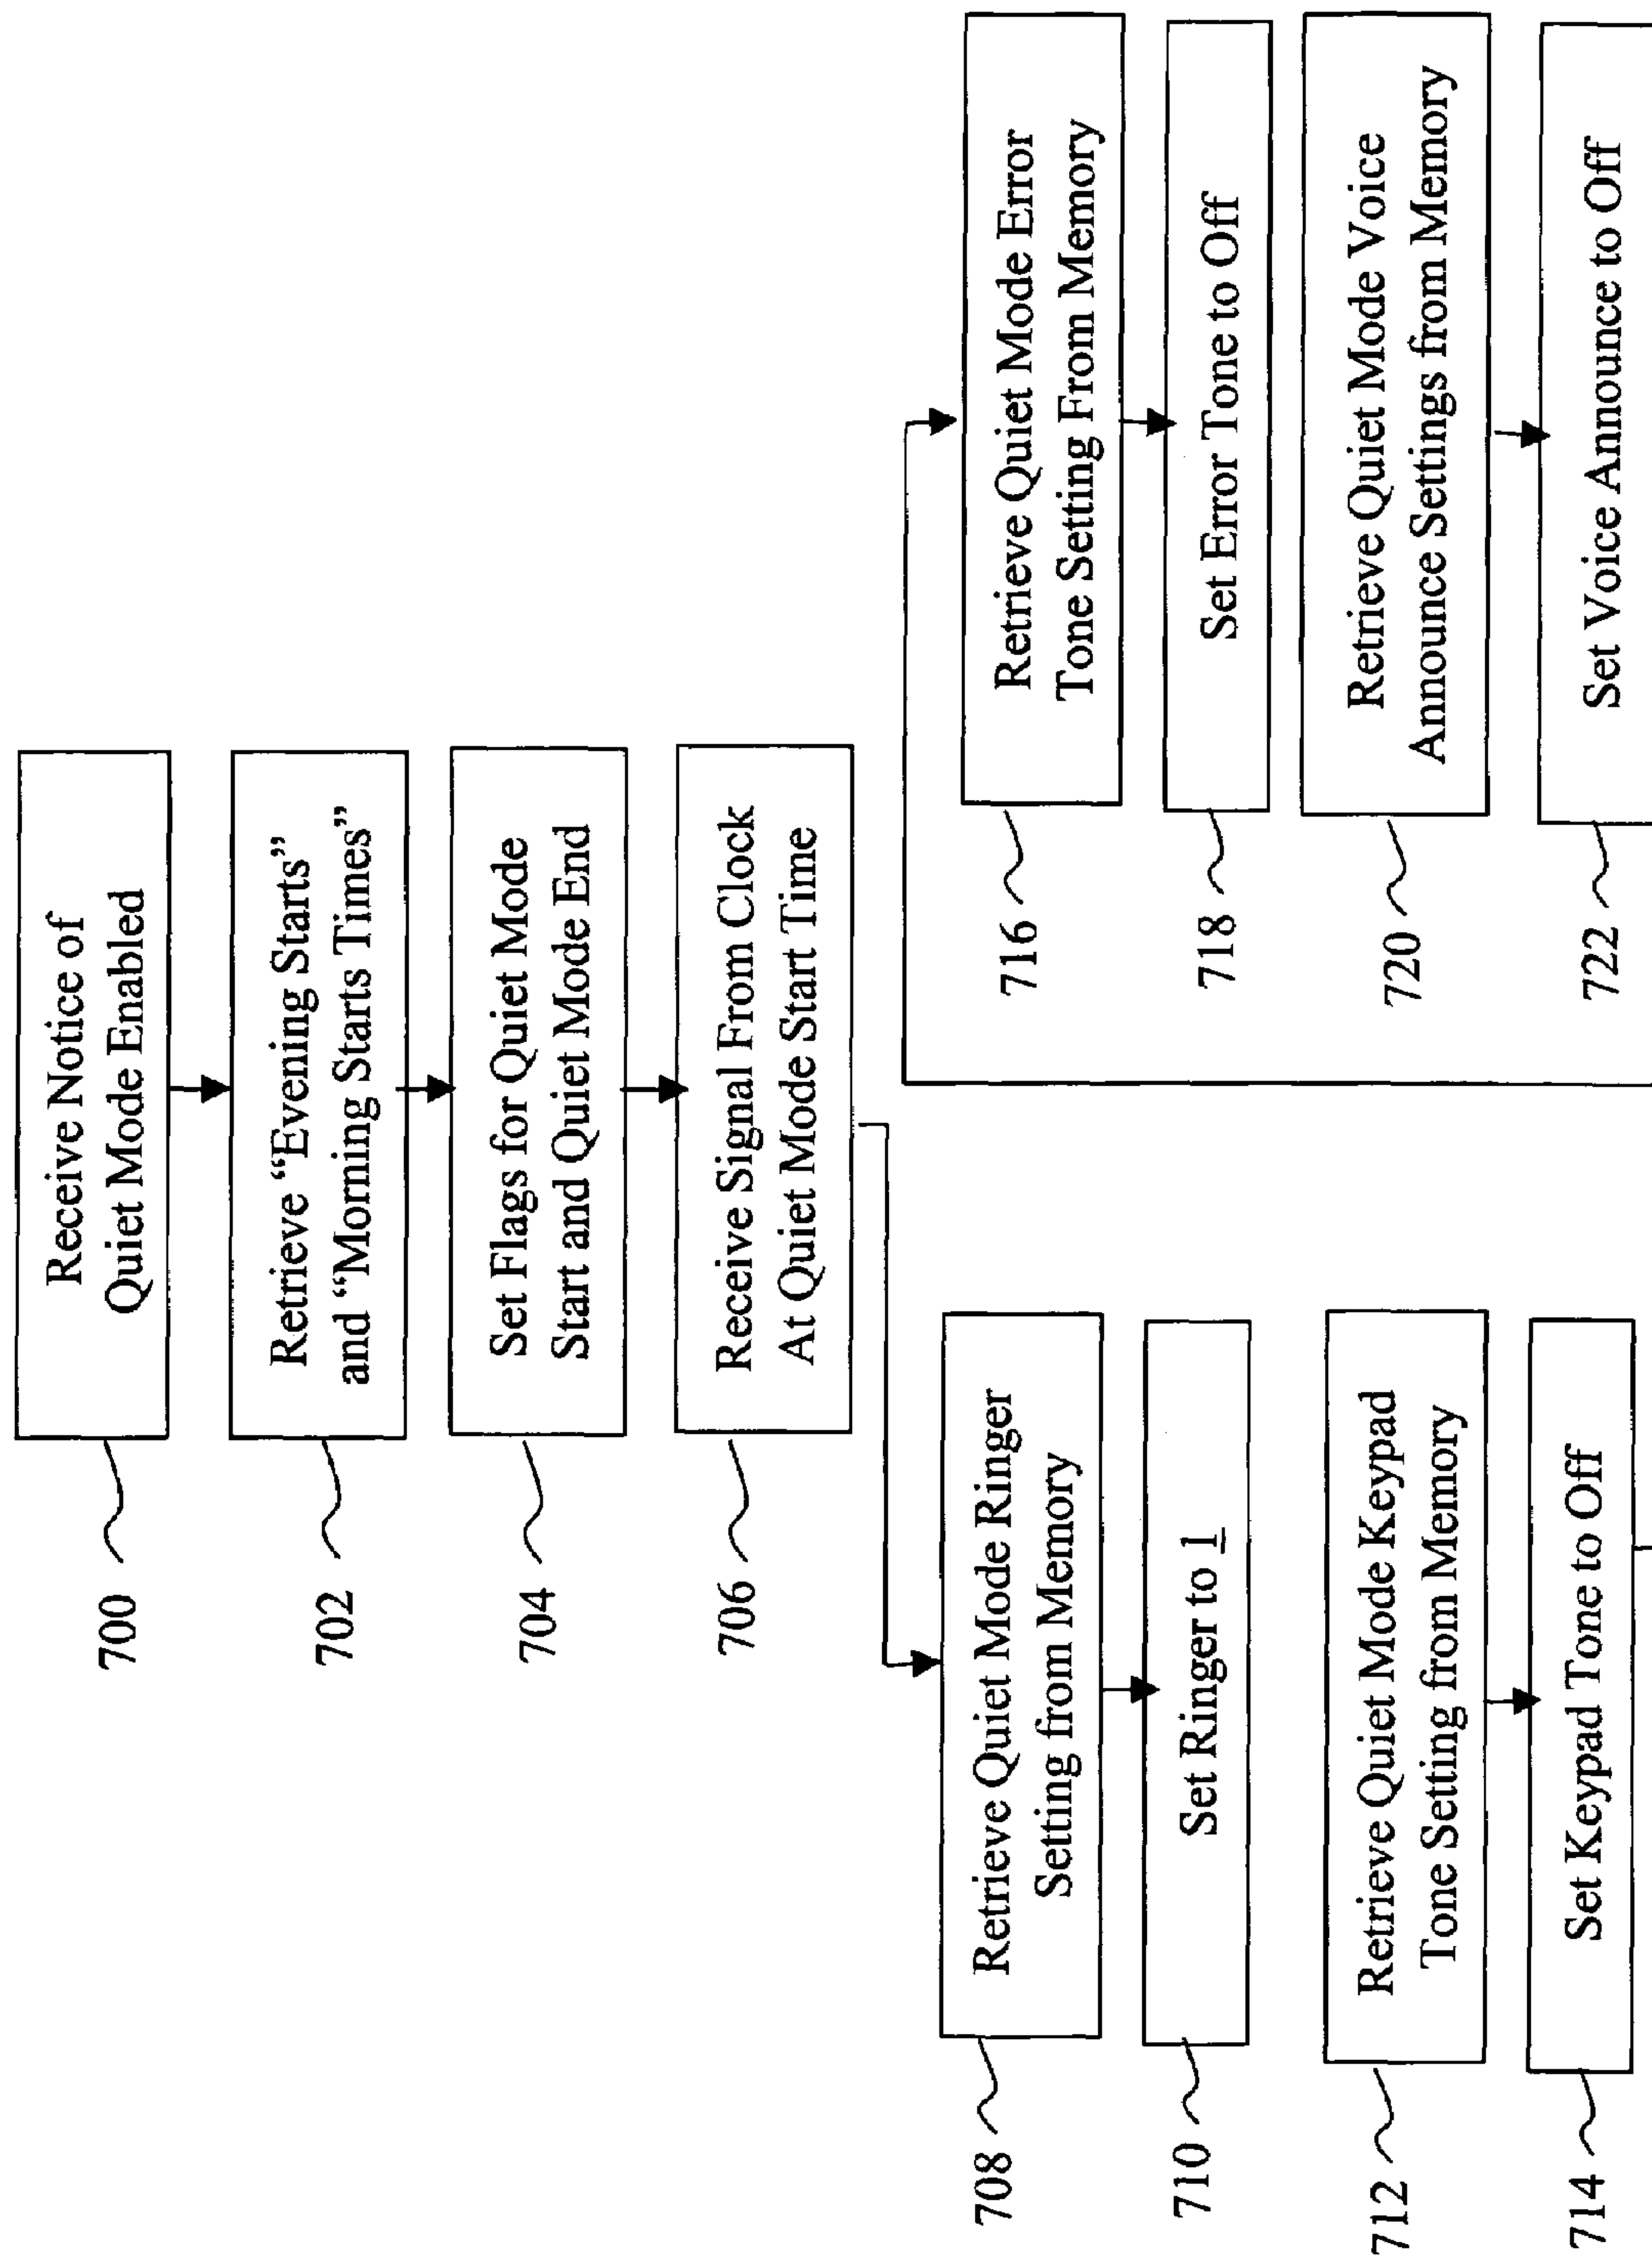 700
Receive Notice of
Quiet Mode Enabled
702
Retrieve “Evening Starts”
and “Morning Starts Times”
704
Set Flags for Quiet Mode
Start and Quiet Mode End
706
Receive Signal From Clock
At Quiet Mode Start Time
708
Retrieve Quiet Mode Ringer
Setting from Memory
710
Set Ringer to 1
712
Retrieve Quiet Mode Keypad
Tone Setting from Memory
714
Set Keypad Tone to Off
716
Retrieve Quiet Mode Error
Tone Setting From Memory
718
Set Error Tone to Off
720
Retrieve Quiet Mode Voice
Announce Settings from Memory
722
Set Voice Announce to Off